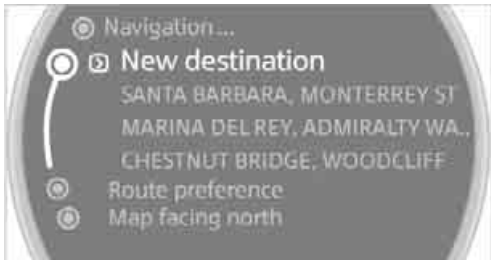 Navigation...
New destination
SANTA BARBARA, MONTERREY ST
MARINA DEL REY, ADMIRALTY WA..
CHESTNUT BRIDGE, WOODCLIFF
Route preference
Map facing north